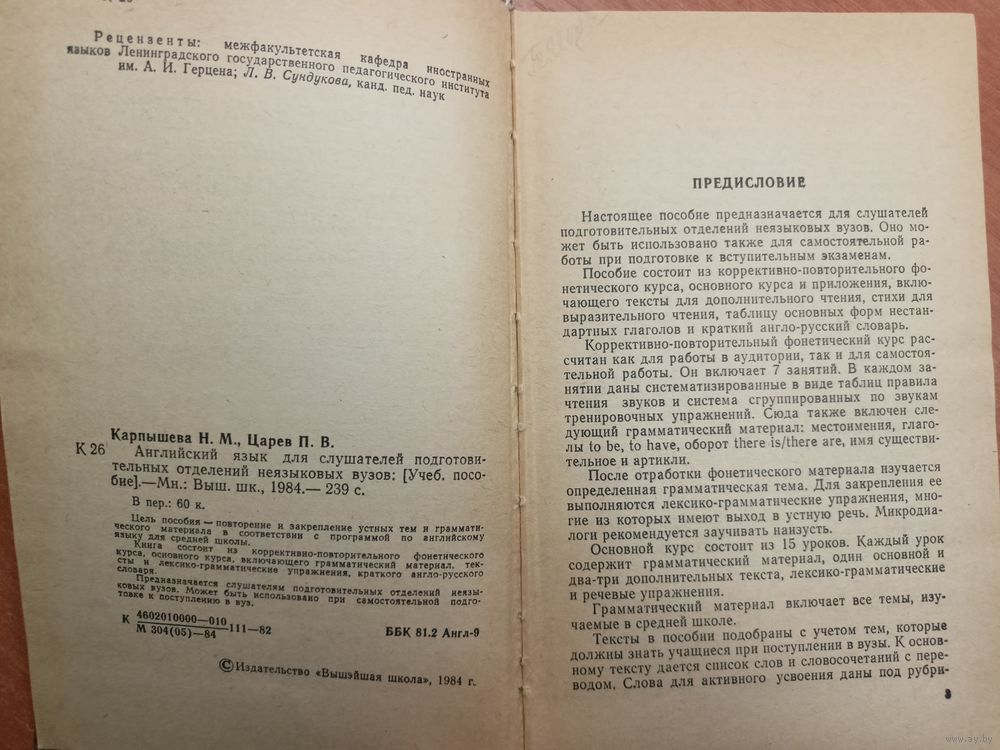 Рецензенты: межфакультетская кафедра иностранных
языков Ленинградского государственного педагогического института
им. А. И. Герцена; Л. В. Сундукова, канд. пед. наук
Карпышева Н. М., Царев П. В.
К 26 Английский язык для слушателей подготови-
тельных отделений неязыковых вузов: [Учеб. посо-
бие].—Мн.: Выш. шк., 1984.— 239 с.
В пер.: 60 к.
Цель пособия — повторение и закрепление устных тем и граммати-
ческого материала в соответствии с программой по английскому
языку для средней школы.
Книга состоит из коррективно-повторительного фонетического
курса, основного курса, включающего грамматический материал, тек-
сты и лексико-грамматические упражнения, краткого англо-русского
словаря.
Предназначается слушателям подготовительных отделений неязы-
ковых вузов. Может быть использовано при самостоятельной подго-
товке к поступлению в вуз.
К 4602010000—010
М 304(05)—84 111—82
ББК 81.2 Англ-9
© Издательство «Вышэйшая школа», 1984 г.
ПРЕДИСЛОВИЕ
Настоящее пособие предназначается для слушателей
подготовительных отделений неязыковых вузов. Оно мо-
жет быть использовано также для самостоятельной ра-
боты при подготовке к вступительным экзаменам.
Пособие состоит из коррективно-повторительного фо-
нетического курса, основного курса и приложения, вклю-
чающего тексты для дополнительного чтения, стихи для
выразительного чтения, таблицу основных форм нестан-
дартных глаголов и краткий англо-русский словарь.
Коррективно-повторительный фонетический курс рас-
считан как для работы в аудитории, так и для самостоя-
тельной работы. Он включает 7 занятий. В каждом за-
нятии даны систематизированные в виде таблиц правила
чтения звуков и система сгруппированных по звукам
тренировочных упражнений. Сюда также включен сле-
дующий грамматический материал: местоимения, глаго-
лы to be, to have, оборот there is/there are, имя существи-
тельное и артикли.
После отработки фонетического материала изучается
определенная грамматическая тема. Для закрепления ее
выполняются лексико-грамматические упражнения, мно-
гие из которых имеют выход в устную речь. Микродиа-
логи рекомендуется заучивать наизусть.
Основной курс состоит из 15 уроков. Каждый урок
содержит грамматический материал, один основной и
два-три дополнительных текста, лексико-грамматические
и речевые упражнения.
Грамматический материал включает все темы, изу-
чаемые в средней школе.
Тексты в пособии подобраны с учетом тем, которые
должны знать учащиеся при поступлении в вузы. К основ-
ному тексту дается список слов и словосочетаний с пере-
водом. Слова для активного усвоения даны под рубри-
3
www.ay.by